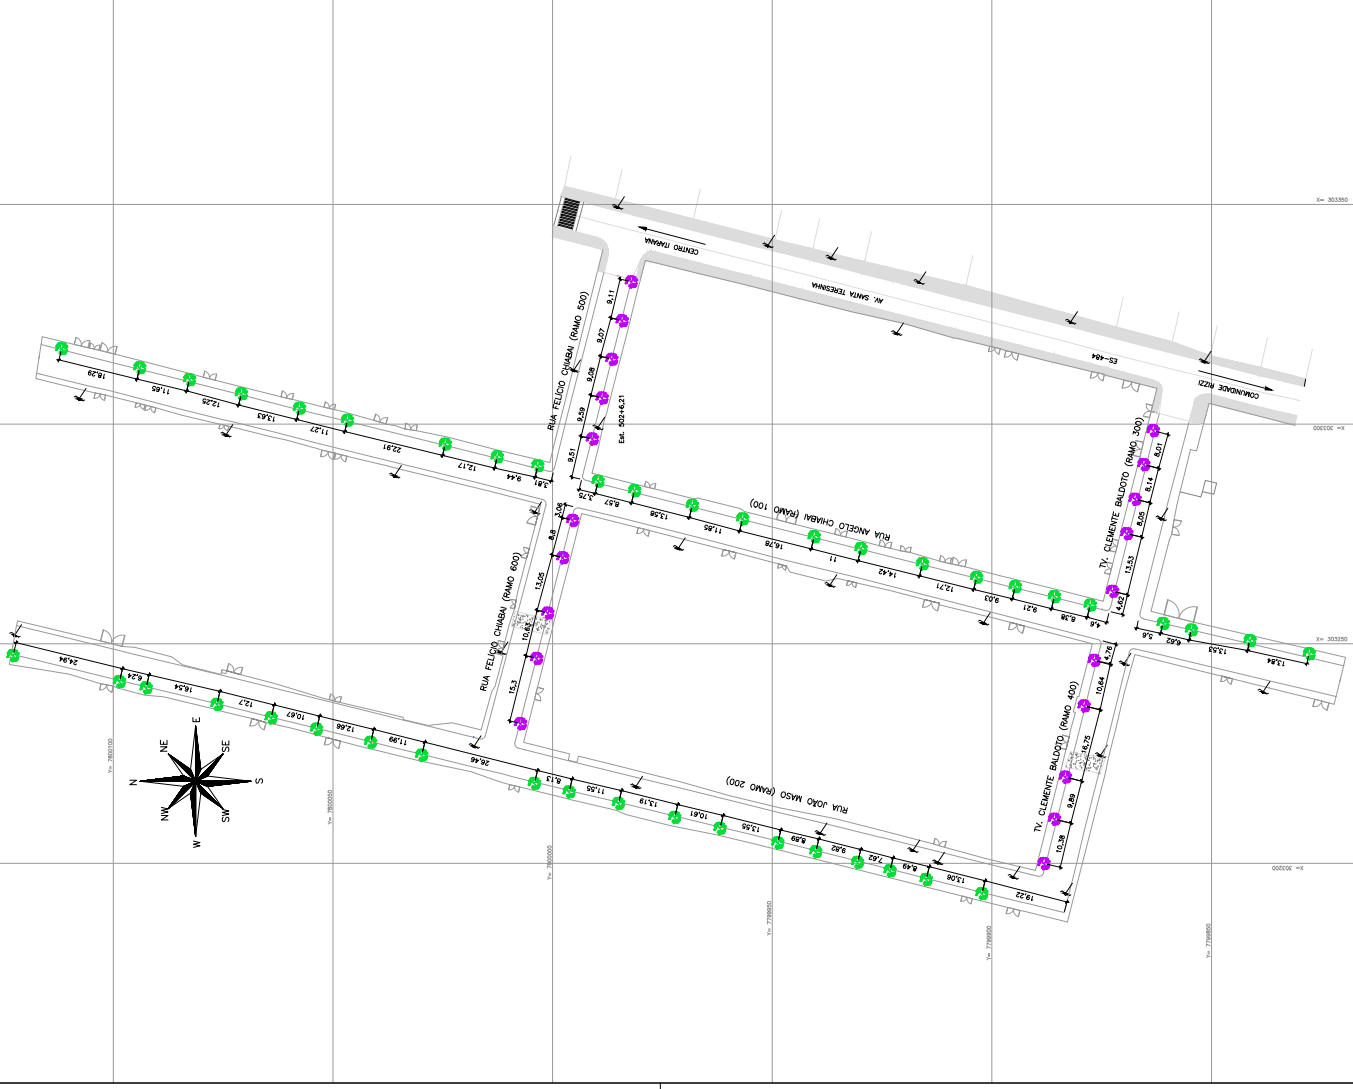 X= 303350
CENTRO ITARANA
AV. SANTA TERESINHA
ES-484
COMUNIDADE RIZZI
X= 303300
RUA FELÍCIO CHIABAI (RAMO 500)
9,11
9,07
9,08
9,59
9,51
Est. 502+6,21
18,29
11,65
12,25
13,63
11,27
22,91
12,17
9,44
3,81
3,75
8,57
13,58
11,85
16,78
11
14,42
12,71
9,03
9,21
8,38
4,6
RUA ANGELO CHIABAI (RAMO 100)
TV. CLEMENTE BALDOTO (RAMO 300)
8,01
8,14
8,05
13,53
4,62
5,6
6,62
13,53
13,84
X= 303250
RUA FELÍCIO CHIABAI (RAMO 600)
3,06
8,8
13,05
10,63
15,3
TV. CLEMENTE BALDOTO (RAMO 400)
4,76
10,64
16,75
9,89
10,38
24,94
6,24
16,54
12,7
10,67
12,66
11,99
26,46
8,13
11,55
13,19
10,61
13,55
8,89
9,82
7,62
8,49
13,06
19,22
RUA JOÃO MASO (RAMO 200)
X= 303200
N
NE
E
SE
S
SW
W
NW
Y= 7800100
Y= 7800050
Y= 7800000
Y= 7799950
Y= 7799900
Y= 7799850